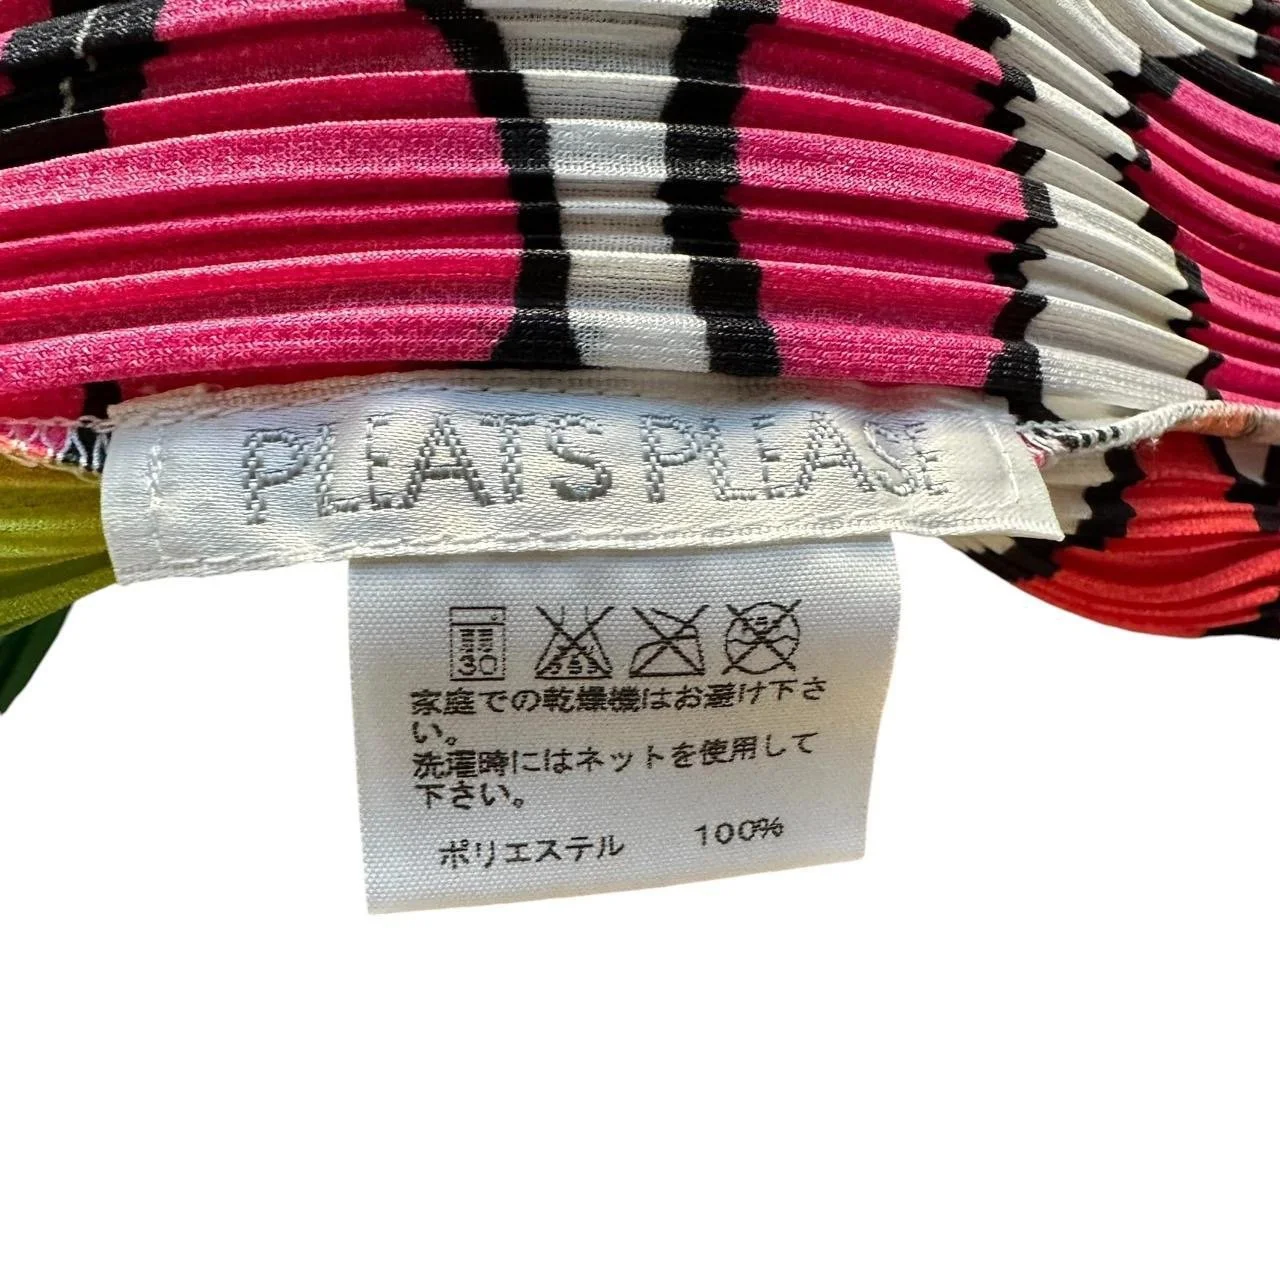 PLEATS PLEASE
30
家庭での乾燥機はお避け下さ
い。
洗濯時にはネットを使用して
下さい。
ポリエステル 100%